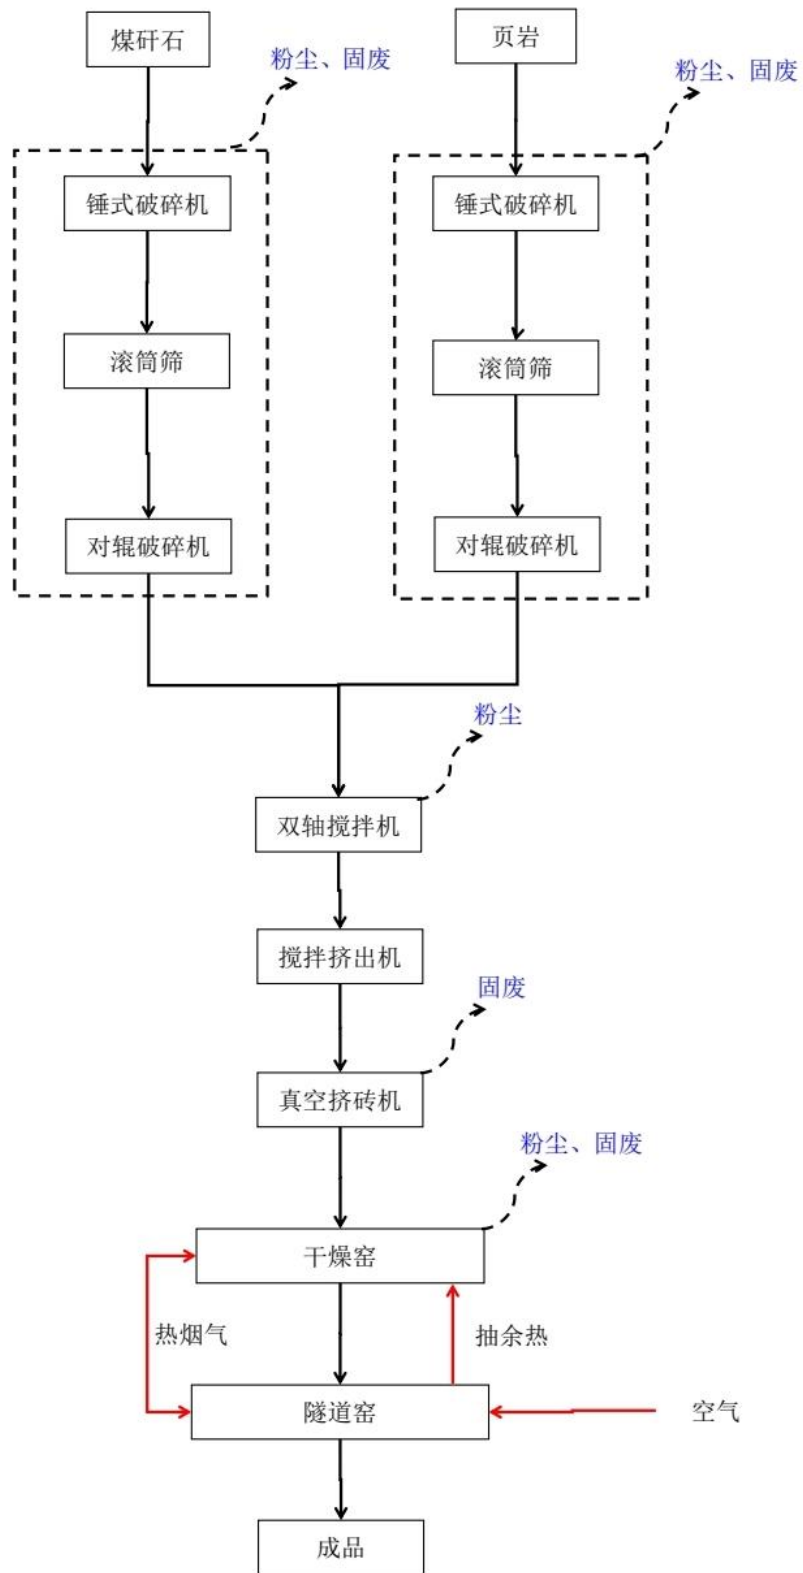 煤矸石
页岩
粉尘、固废
粉尘、固废
锤式破碎机
锤式破碎机
滚筒筛
滚筒筛
对辊破碎机
对辊破碎机
粉尘
双轴搅拌机
搅拌挤出机
固废
真空挤砖机
粉尘、固废
干燥窑
热烟气
抽余热
隧道窑
空气
成品